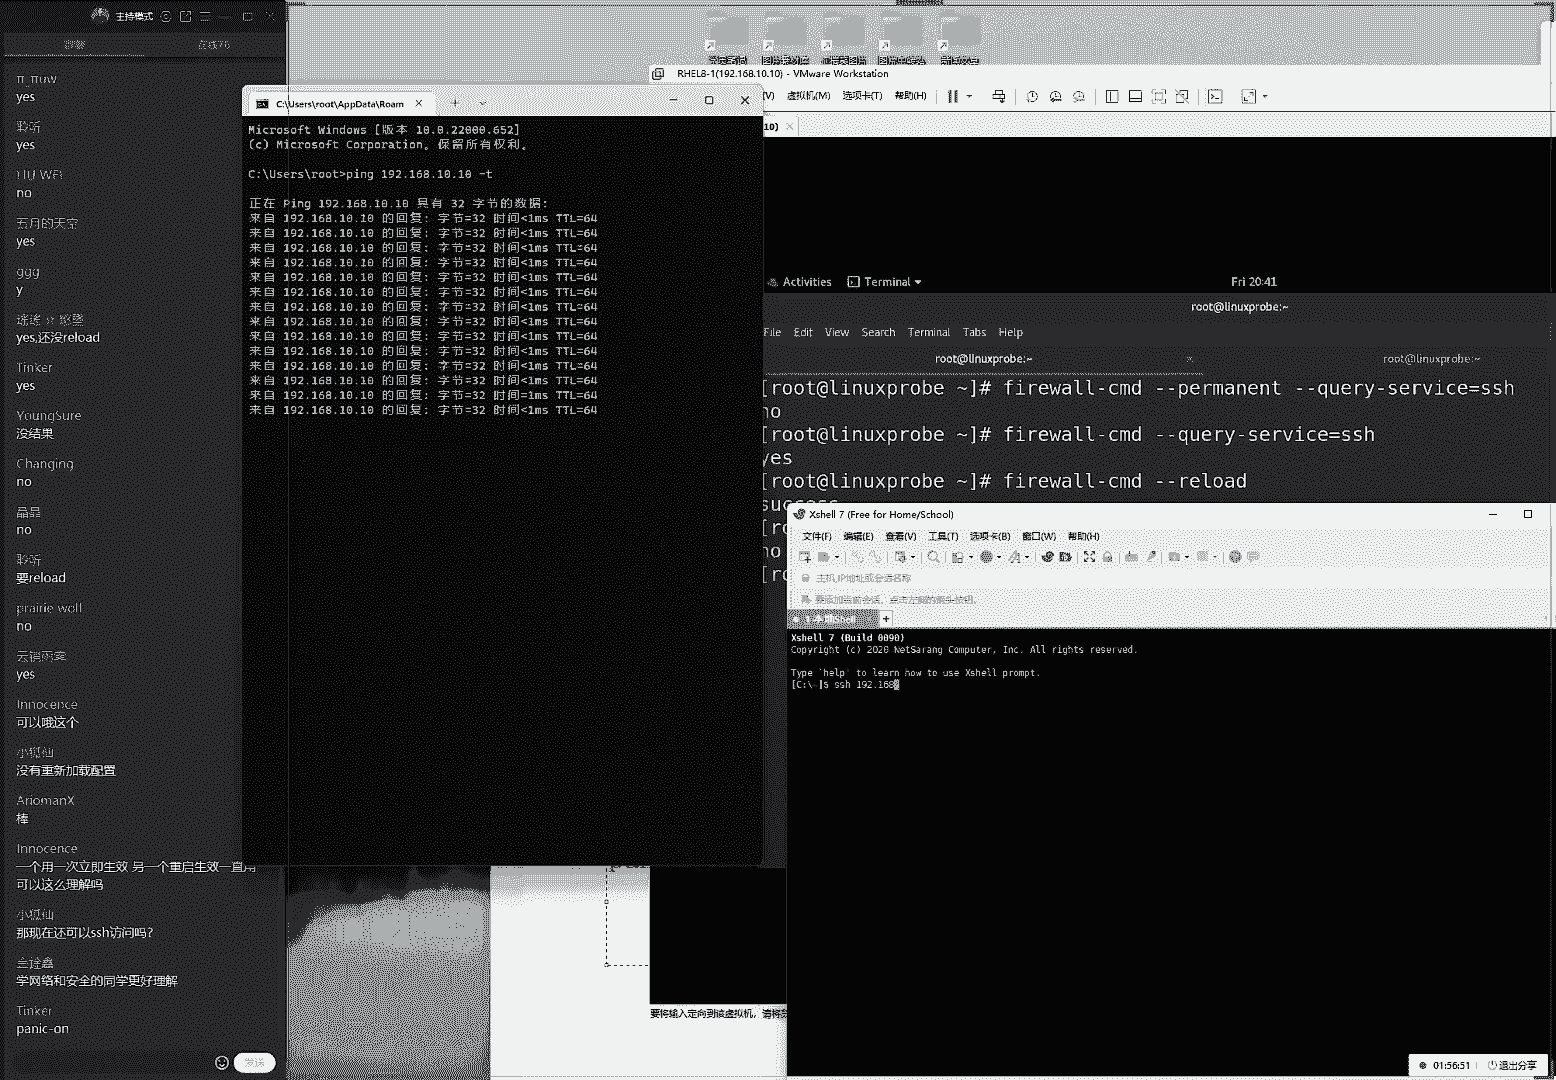 主持模式
yes
聆听
yes
LIU WEI
no
五月的天空
yes
ggg
y
yes,还没reload
Tinker
yes
YoungSure
没结果
Changing
no
晶晶
no
聆听
要reload
prairie wolf
no
云销雨霁
yes
Innocence
可以哦这个
小狐仙
没有重新加载配置
AriomanX
棒
Innocence
一个用一次立即生效 另一个重启生效一直用
可以这么理解吗
小狐仙
那现在还可以ssh访问吗?
学网络和安全的同学更好理解
Tinker
panic-on
发送
C:\Users\root\AppData\Roam
Microsoft Windows [版本 10.0.22000.652]
(c) Microsoft Corporation。保留所有权利。
C:\Users\root>ping 192.168.10.10 -t
正在 Ping 192.168.10.10 具有 32 字节的数据:
来自 192.168.10.10 的回复: 字节=32 时间<1ms TTL=64
来自 192.168.10.10 的回复: 字节=32 时间<1ms TTL=64
来自 192.168.10.10 的回复: 字节=32 时间<1ms TTL=64
来自 192.168.10.10 的回复: 字节=32 时间<1ms TTL=64
来自 192.168.10.10 的回复: 字节=32 时间<1ms TTL=64
来自 192.168.10.10 的回复: 字节=32 时间<1ms TTL=64
来自 192.168.10.10 的回复: 字节=32 时间<1ms TTL=64
来自 192.168.10.10 的回复: 字节=32 时间<1ms TTL=64
来自 192.168.10.10 的回复: 字节=32 时间<1ms TTL=64
来自 192.168.10.10 的回复: 字节=32 时间<1ms TTL=64
来自 192.168.10.10 的回复: 字节=32 时间<1ms TTL=64
来自 192.168.10.10 的回复: 字节=32 时间<1ms TTL=64
来自 192.168.10.10 的回复: 字节=32 时间=1ms TTL=64
来自 192.168.10.10 的回复: 字节=32 时间<1ms TTL=64
RHEL8-1(192.168.10.10) - VMware Workstation
(V) 虚拟机(M) 选项卡(T) 帮助(H)
10)
Activities Terminal Fri 20:41
root@linuxprobe:~
File Edit View Search Terminal Tabs Help
root@linuxprobe:~ root@linuxprobe:~
[root@linuxprobe ~]# firewall-cmd --permanent --query-service=ssh
no
[root@linuxprobe ~]# firewall-cmd --query-service=ssh
yes
[root@linuxprobe ~]# firewall-cmd --reload
success
[ro
no
[ro
Xshell 7 (Free for Home/School)
文件(F) 编辑(E) 查看(V) 工具(T) 选项卡(B) 窗口(W) 帮助(H)
主机,IP地址或会话名称
要添加当前会话，点击左侧的箭头按钮。
1 本地Shell
Xshell 7 (Build 0090)
Copyright (c) 2020 NetSarang Computer, Inc. All rights reserved.
Type `help' to learn how to use Xshell prompt.
[C:\~]$ ssh 192.168
要将输入定向到该虚拟机，请将
01:56:51 退出分享